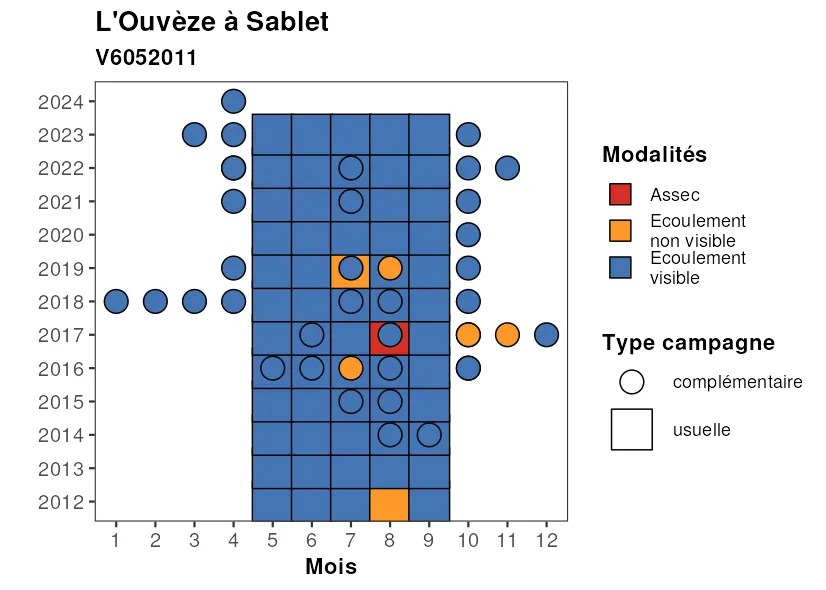 L'Ouvèze à Sablet
V6052011
2024
2023
2022
2021
2020
2019
2018
2017
2016
2015
2014
2013
2012
1 2 3 4 5 6 7 8 9 10 11 12
Mois
Modalités
Assec
Ecoulement
non visible
Ecoulement
visible
Type campagne
complémentaire
usuelle